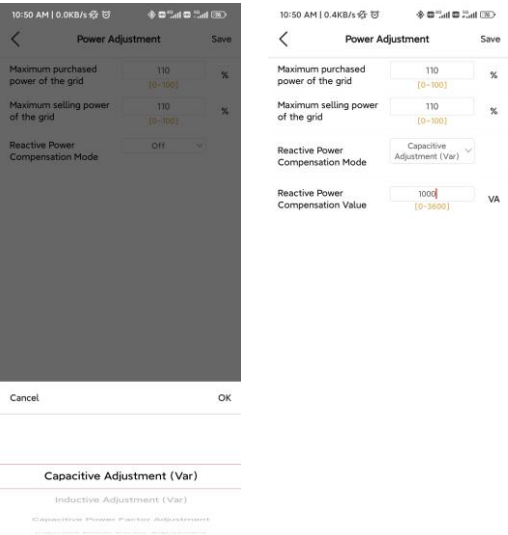 10:50 AM | 0.0KB/s
Power Adjustment
Save
Maximum purchased
power of the grid
110
%
[0~100]
Maximum selling power
of the grid
110
%
[0~100]
Reactive Power
Compensation Mode
Off
Cancel
OK
Capacitive Adjustment (Var)
Inductive Adjustment (Var)
Capacitive Power Factor Adjustment
10:50 AM | 0.4KB/s
Power Adjustment
Save
Maximum purchased
power of the grid
110
%
[0~100]
Maximum selling power
of the grid
110
%
[0~100]
Reactive Power
Compensation Mode
Capacitive
Adjustment (Var)
Reactive Power
Compensation Value
1000
VA
[0~3600]